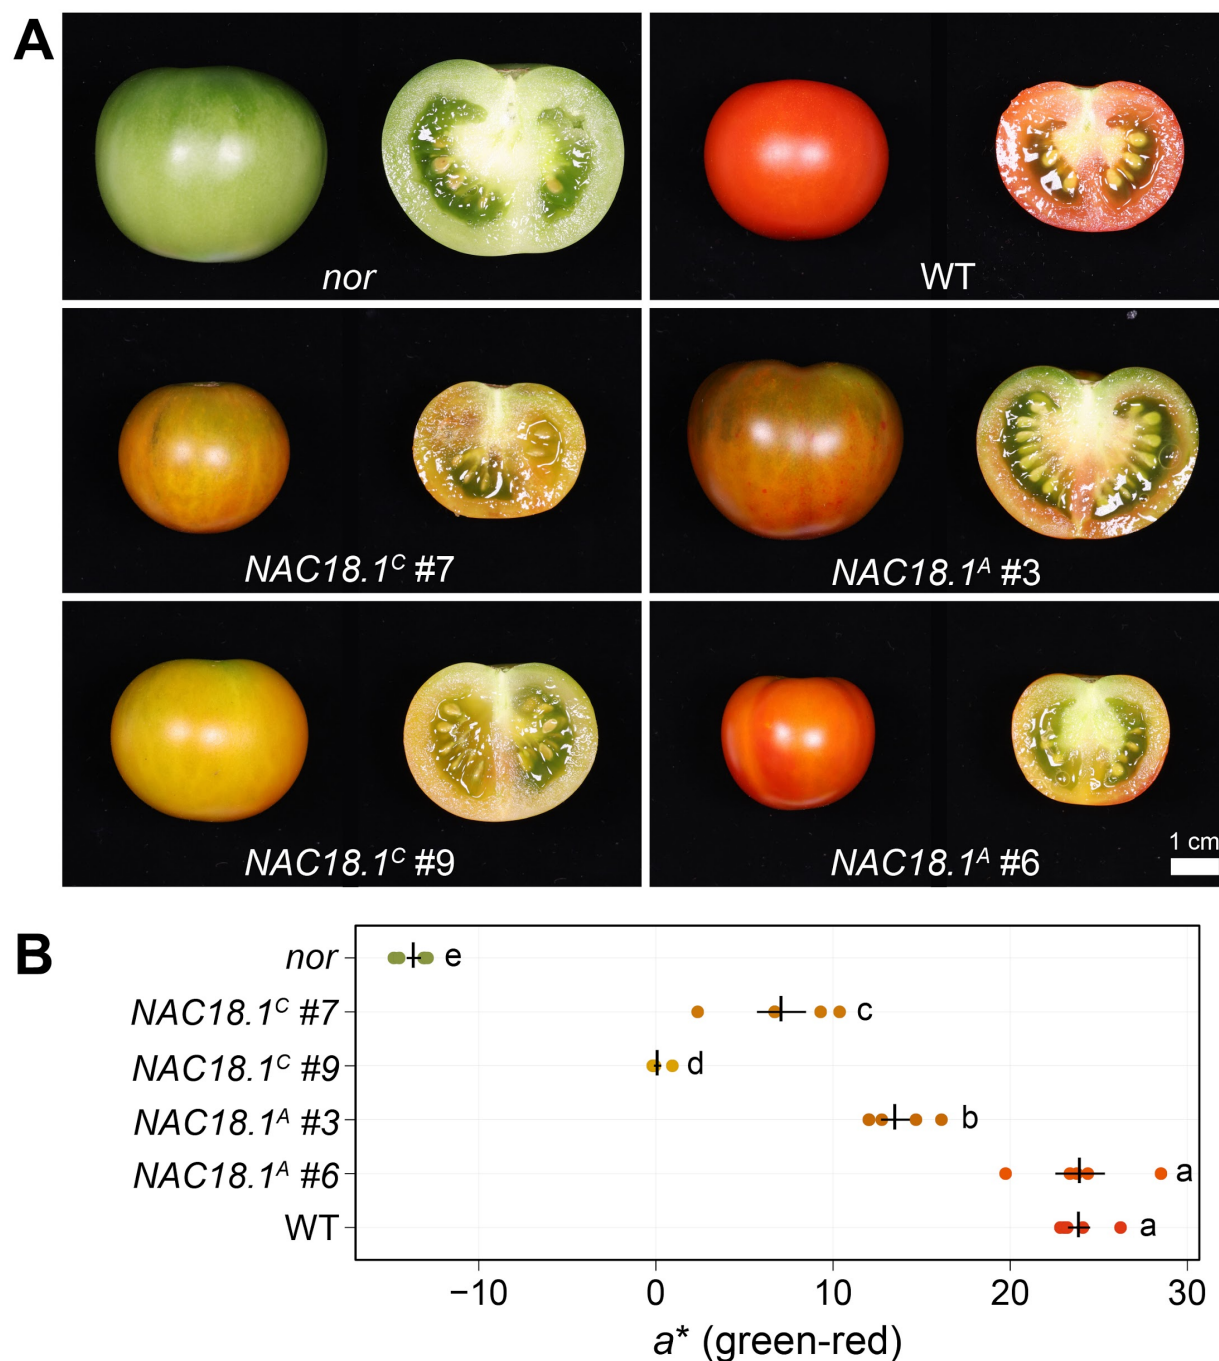 A
nor
WT
NAC18.1ᶜ #7
NAC18.1ᴬ #3
NAC18.1ᶜ #9
NAC18.1ᴬ #6
1 cm
B
nor
e
NAC18.1ᶜ #7
c
NAC18.1ᶜ #9
d
NAC18.1ᴬ #3
b
NAC18.1ᴬ #6
a
WT
a
−10 0 10 20 30
a* (green-red)